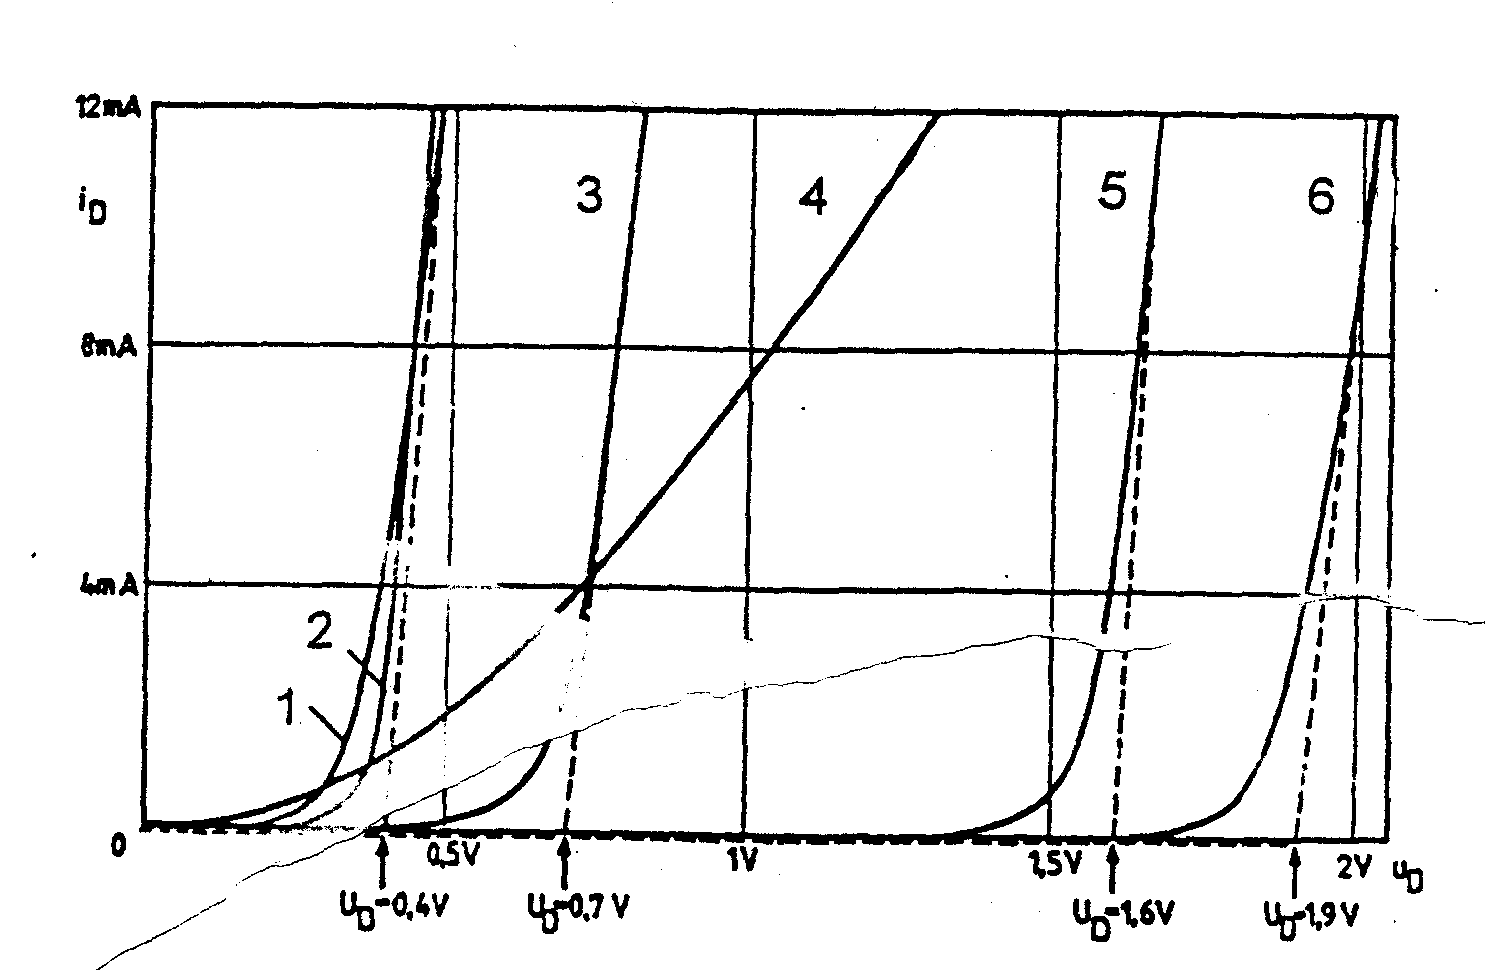 12mA
i_D
3 4 5 6
8mA
4mA
2
1
0 0,5V 1V 1,5V 2V u_D
U_D=0,4V U_D=0,7V U_D=1,6V U_D=1,9V